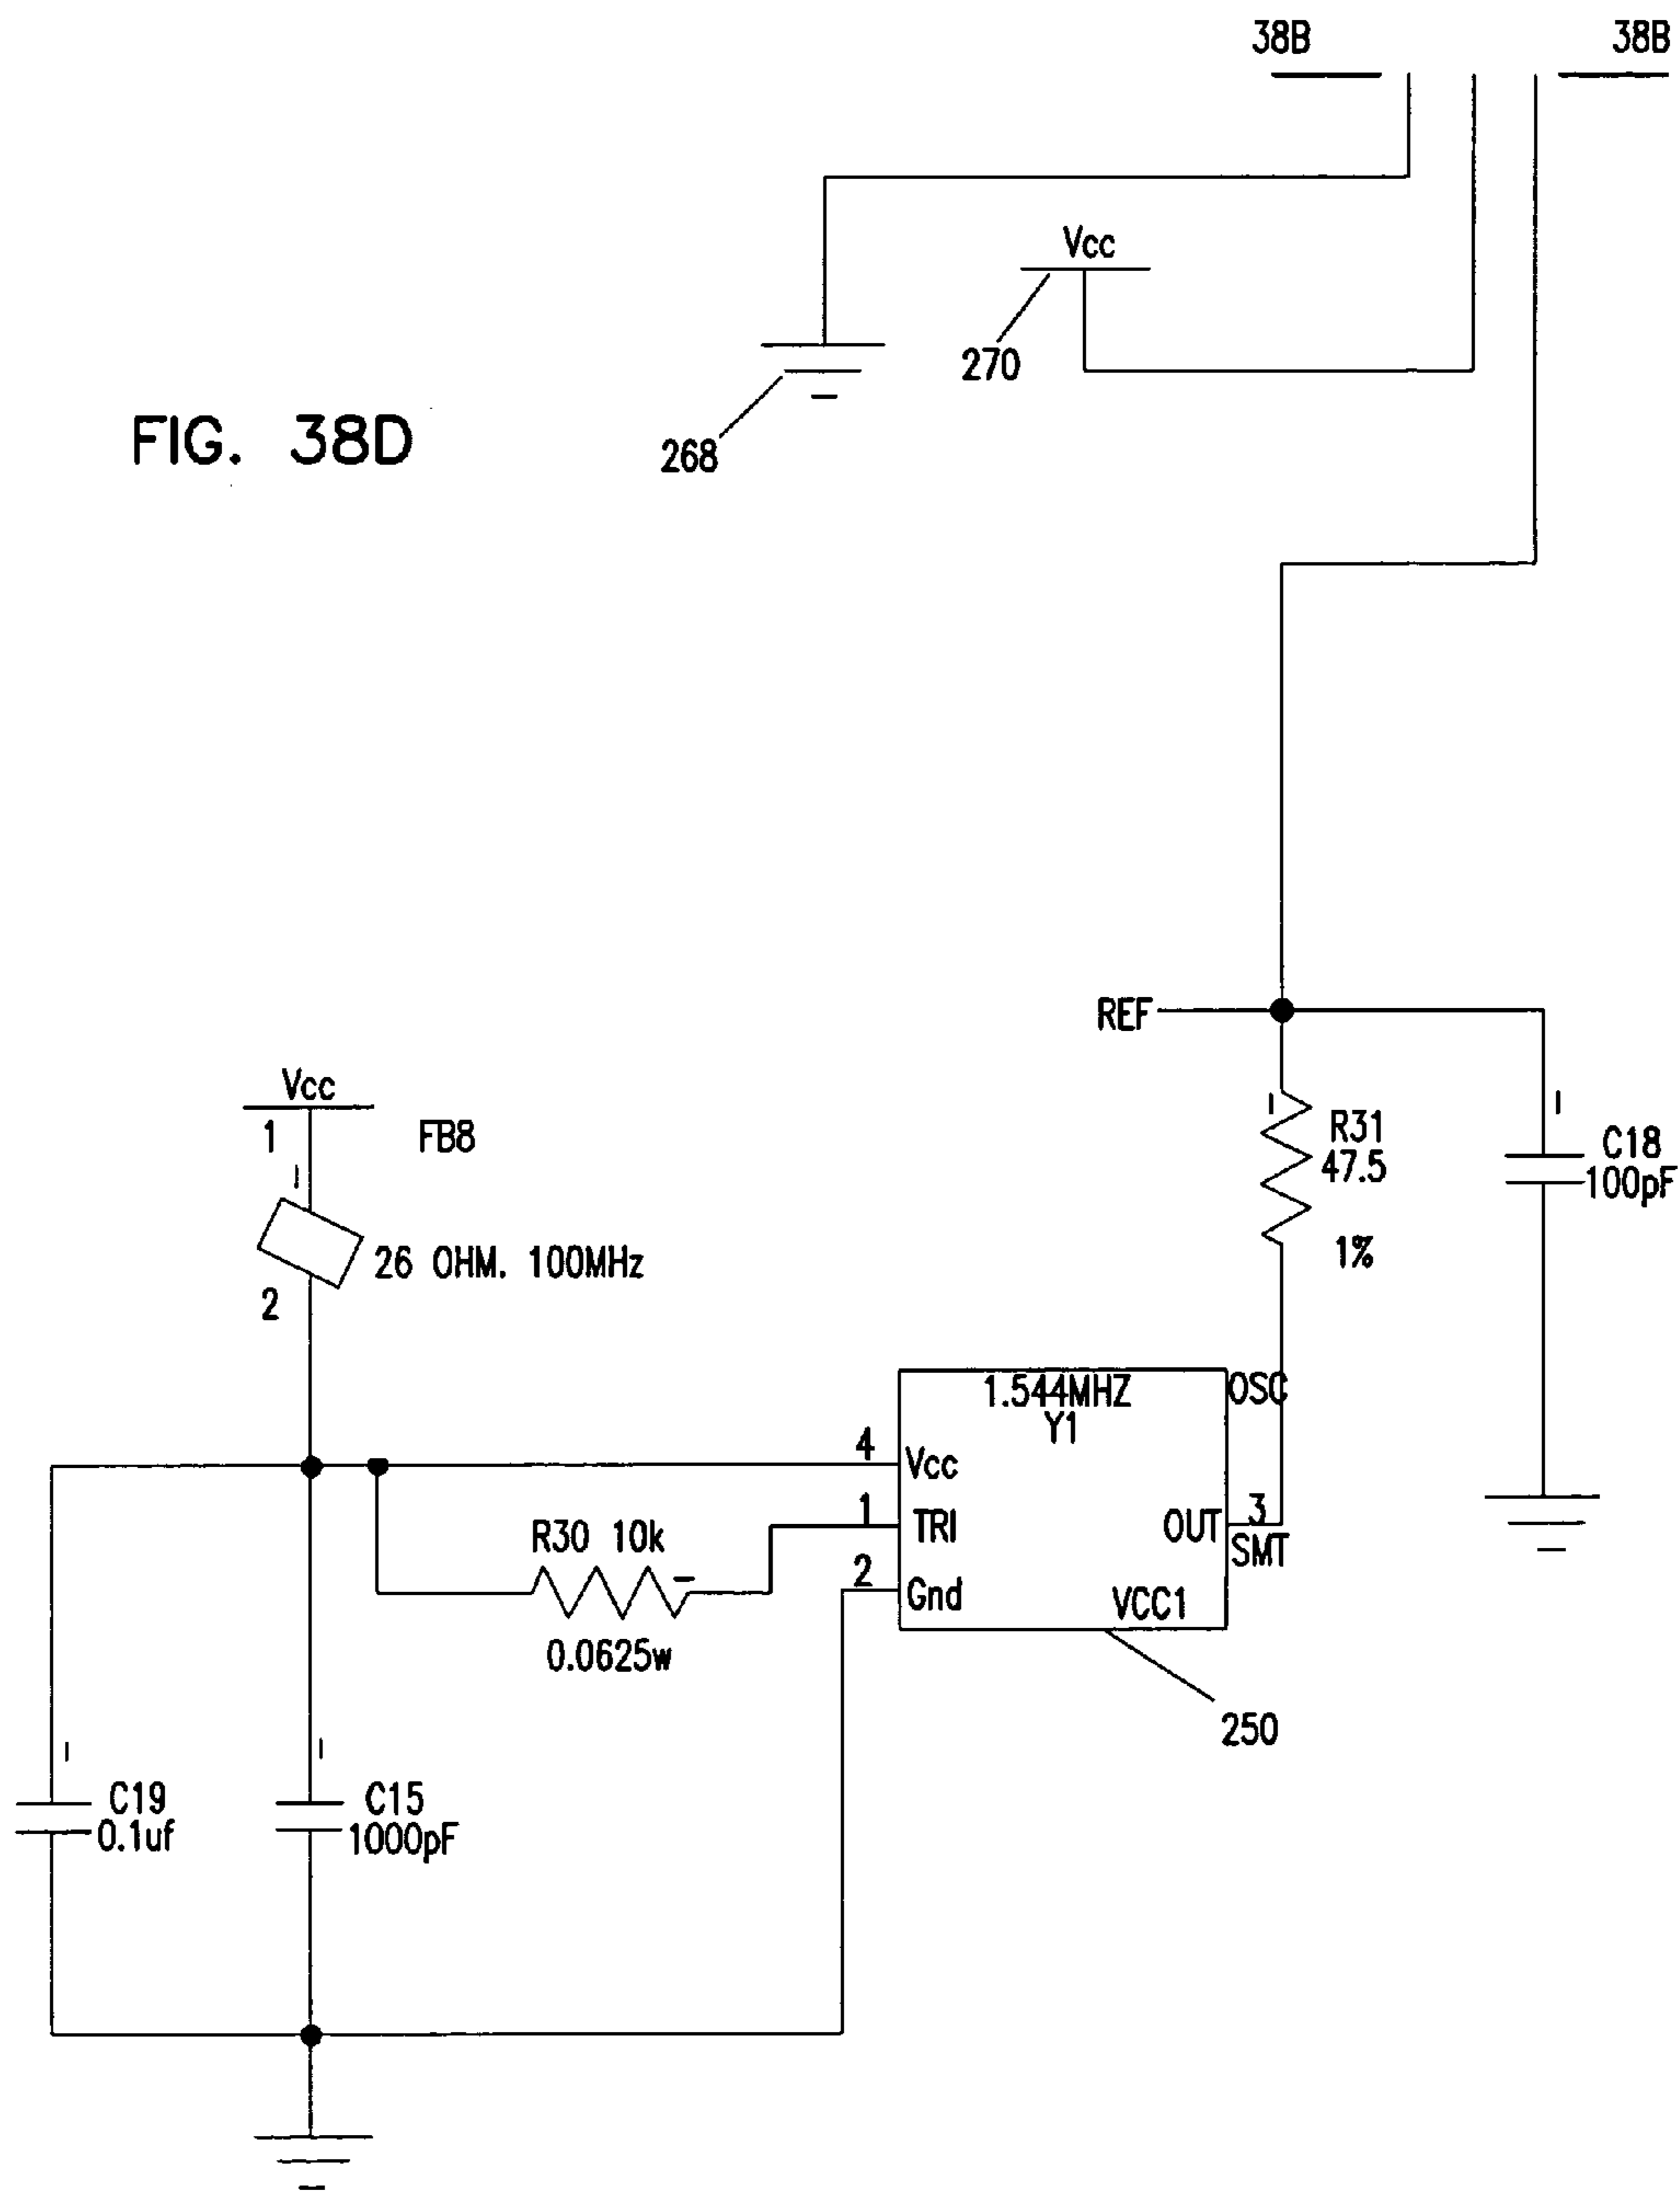 38B 38B
Vcc
270
FIG. 38D
268
REF
Vcc
1 FB8
R31
47.5
1%
C18
100pF
26 OHM. 100MHz
2
1.544MHZ
Y1
OSC
4 Vcc
1 TRI
2 Gnd
OUT 3
SMT
VCC1
R30 10k
0.0625w
250
C19
0.1uf
C15
1000pF